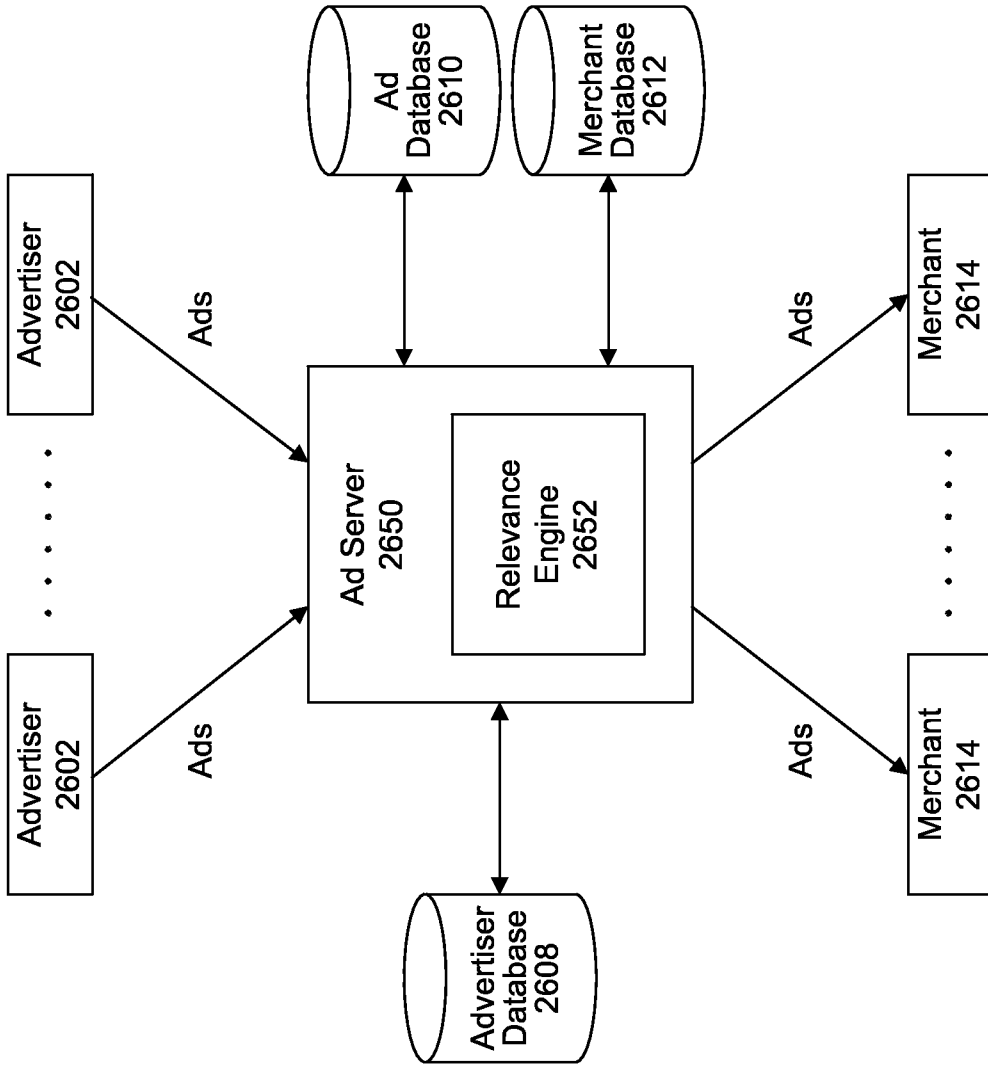 Advertiser
2602
. . . . . .
Advertiser
2602
Ads
Ads
Advertiser
Database
2608
Ad Server
2650
Relevance
Engine
2652
Ad
Database
2610
Merchant
Database
2612
Ads
Ads
Merchant
2614
. . . . . .
Merchant
2614